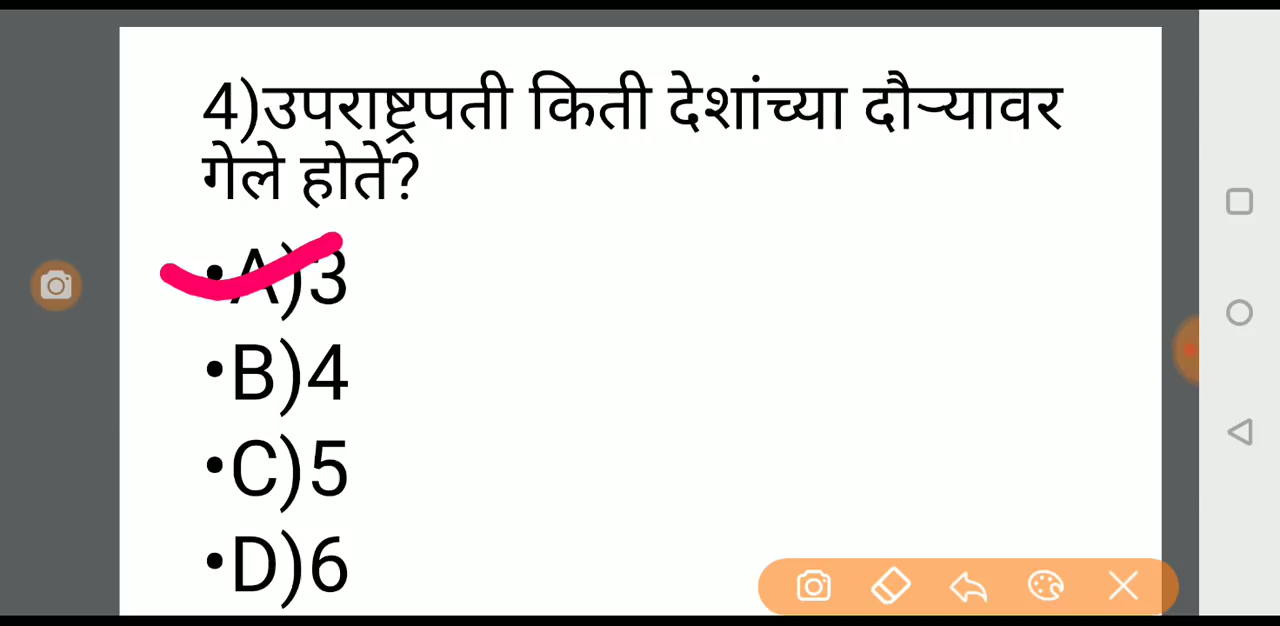 4)उपराष्ट्रपती किती देशांच्या दौऱ्यावर
गेले होते?
•A)3
•B)4
•C)5
•D)6